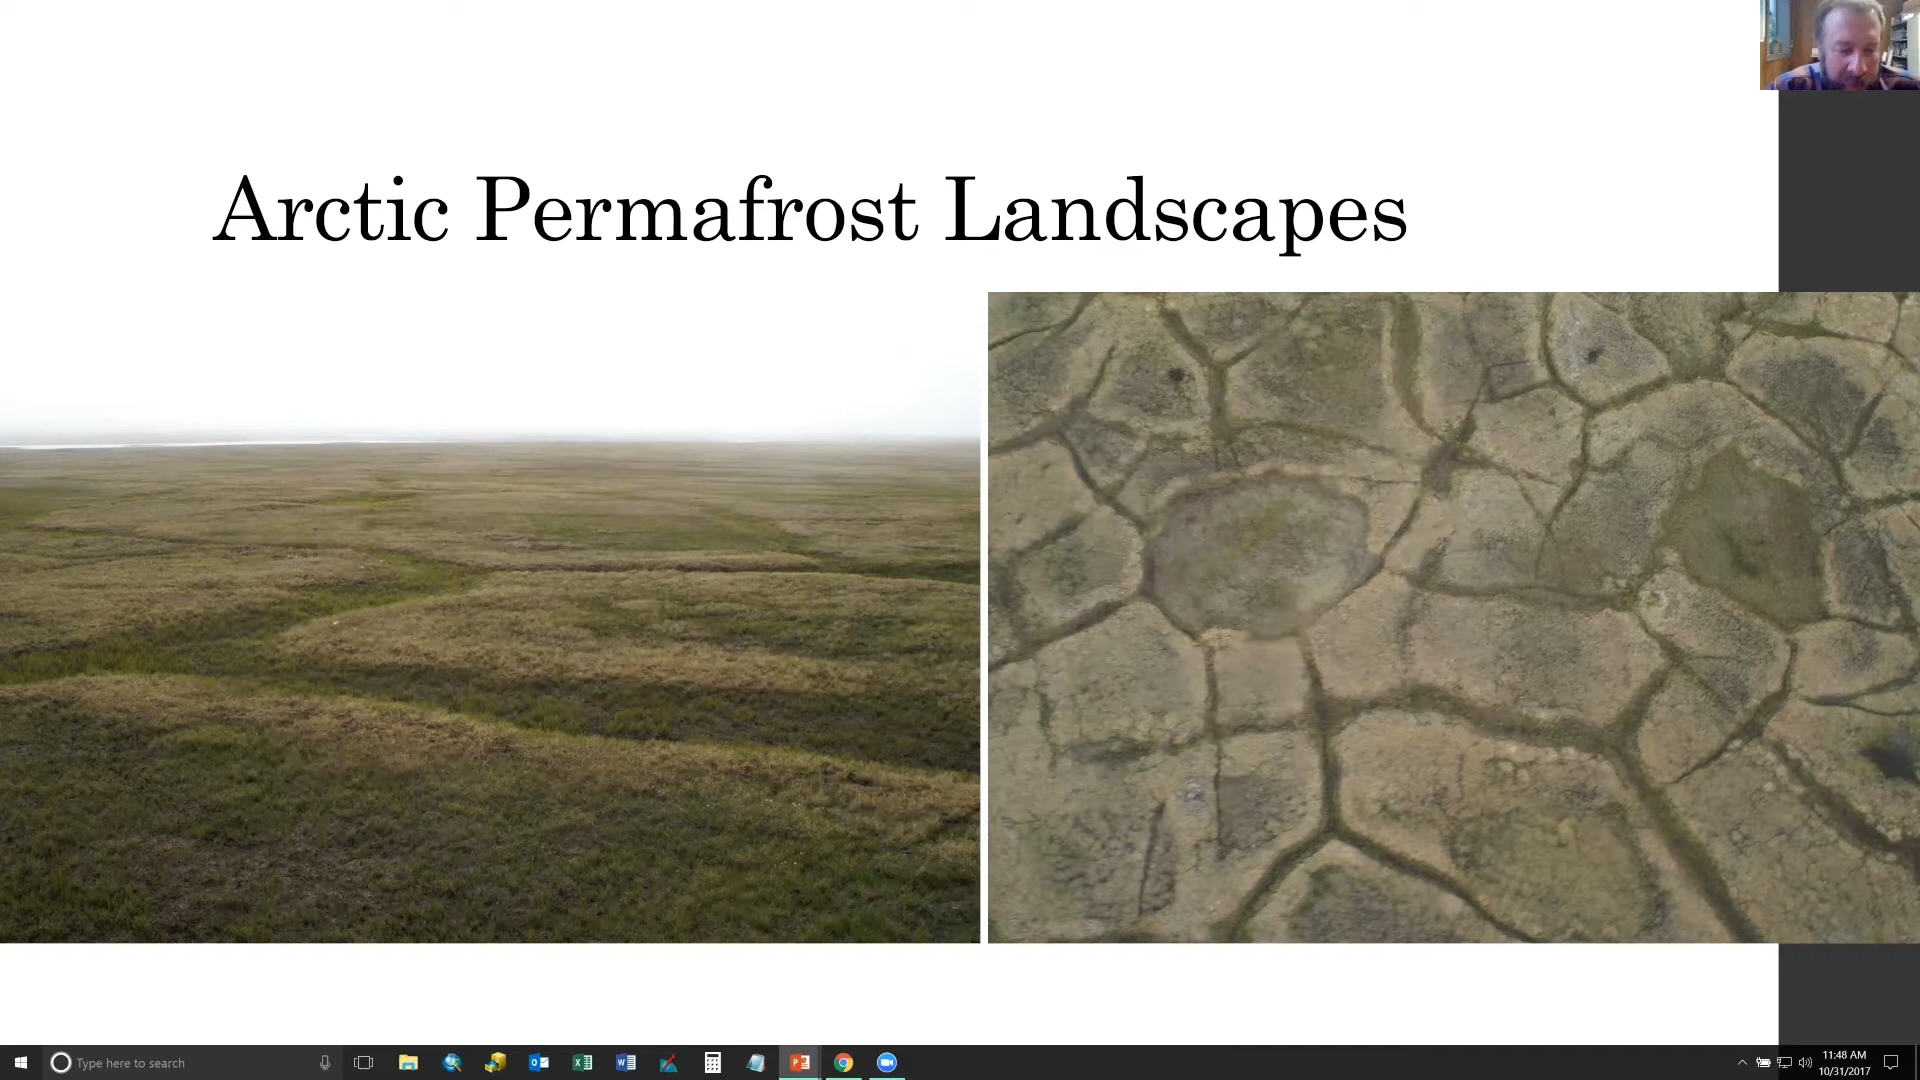 Arctic Permafrost Landscapes
Type here to search
11:48 AM
10/31/2017